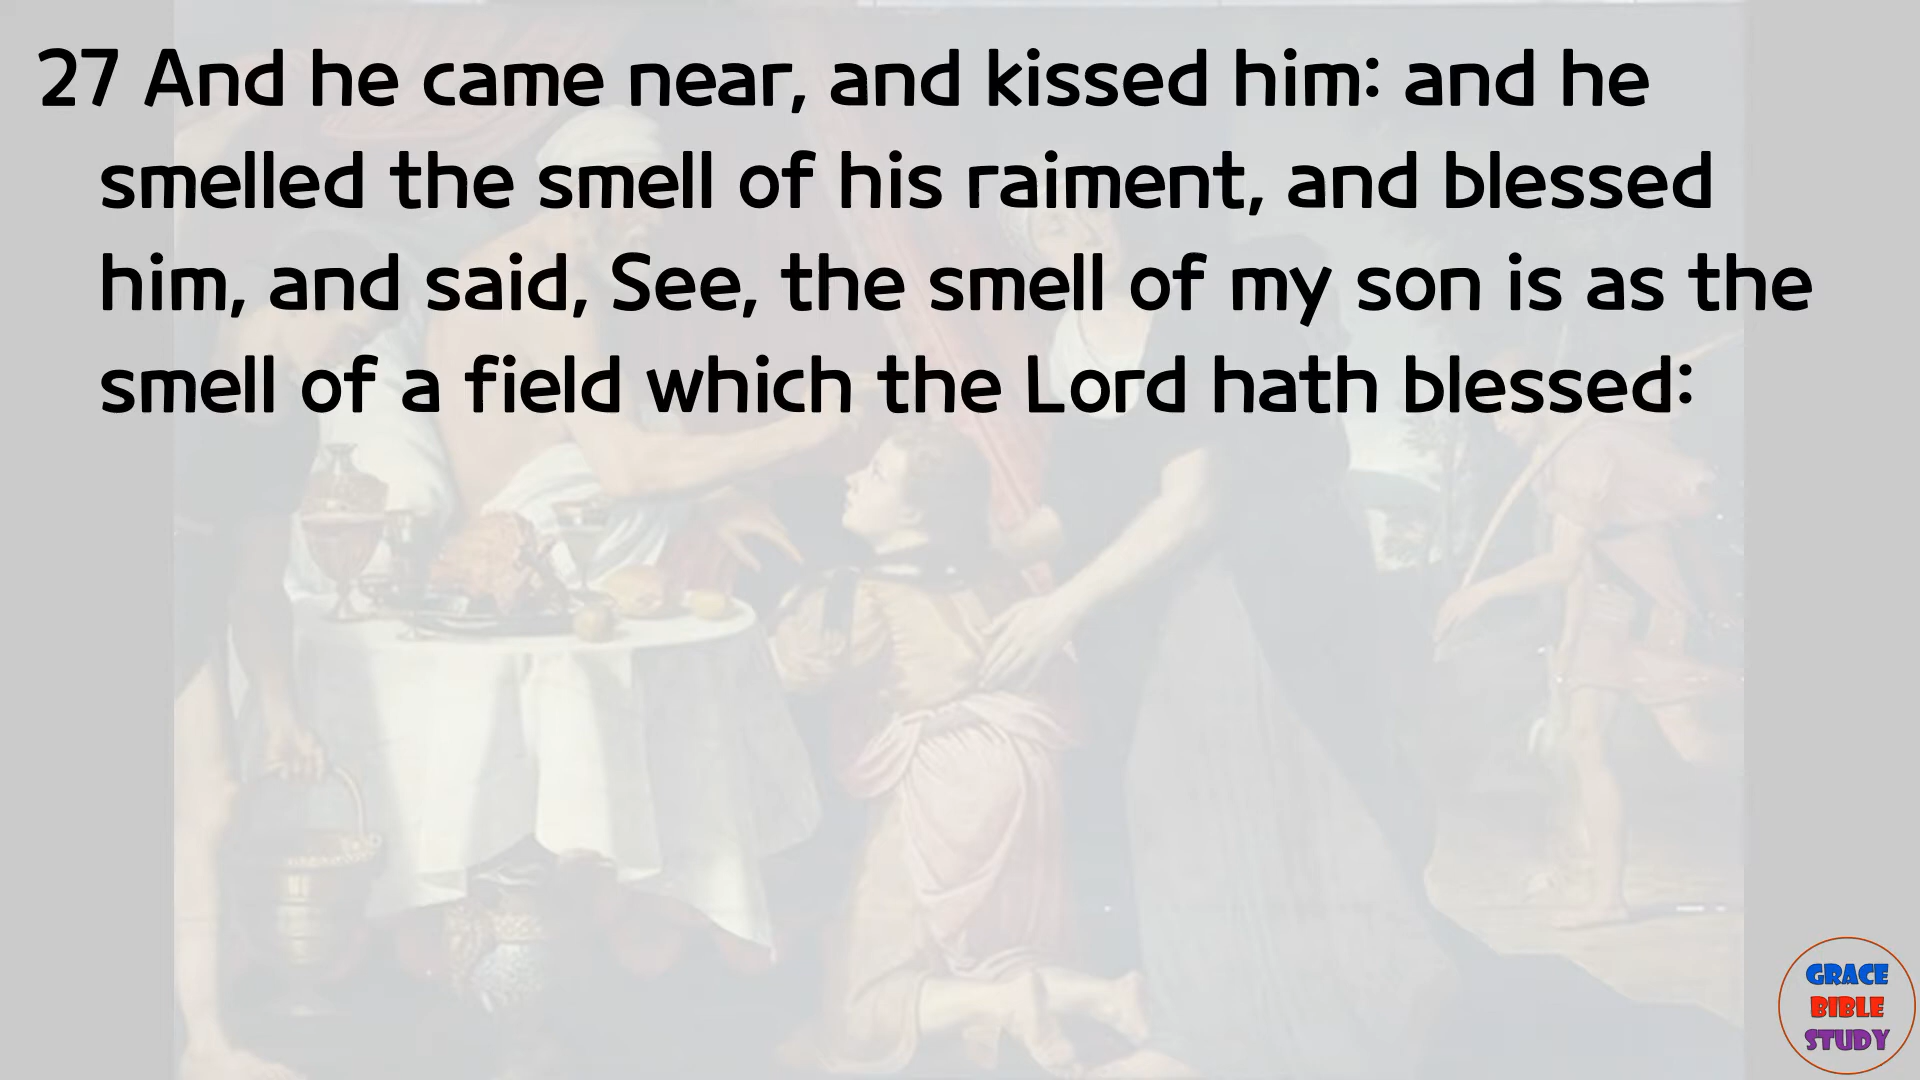 27 And he came near, and kissed him: and he
smelled the smell of his raiment, and blessed
him, and said, See, the smell of my son is as the
smell of a field which the Lord hath blessed:
GRACE
BIBLE
STUDY